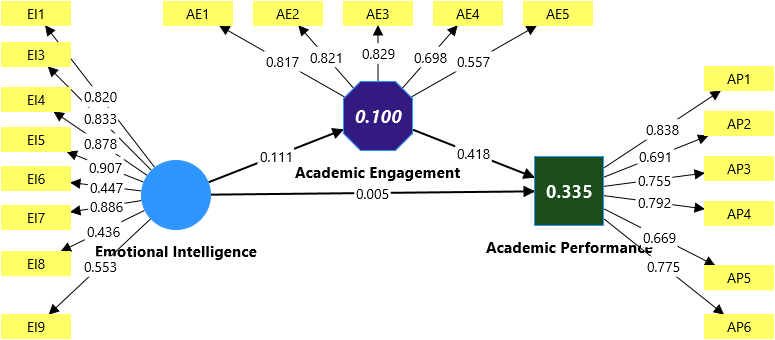 EI1
EI3
EI4
EI5
EI6
EI7
EI8
EI9
0.820
0.833
0.878
0.907
0.447
0.886
0.436
0.553
Emotional Intelligence
AE1
AE2
AE3
AE4
AE5
0.817
0.821
0.829
0.698
0.557
0.100
Academic Engagement
0.111
0.418
0.005
0.335
Academic Performance
0.838
0.691
0.755
0.792
0.669
0.775
AP1
AP2
AP3
AP4
AP5
AP6